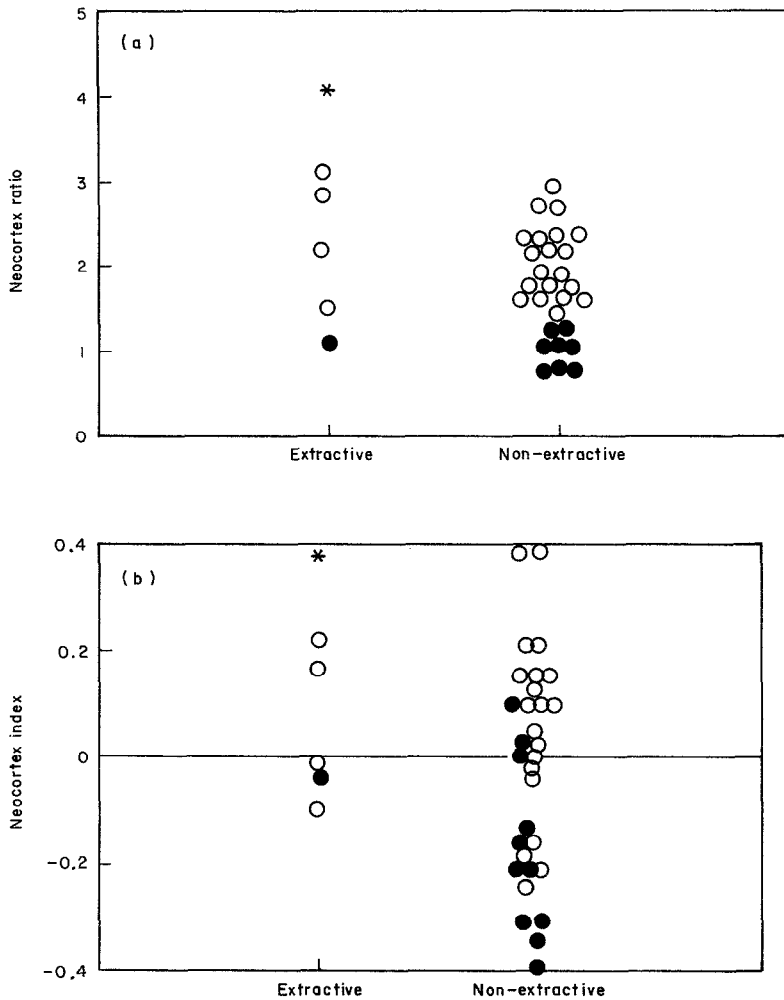 (a)
5
4
3
2
1
0
Neocortex ratio
Extractive Non-extractive
(b)
0.4
0.2
0
-0.2
-0.4
Neocortex index
Extractive Non-extractive